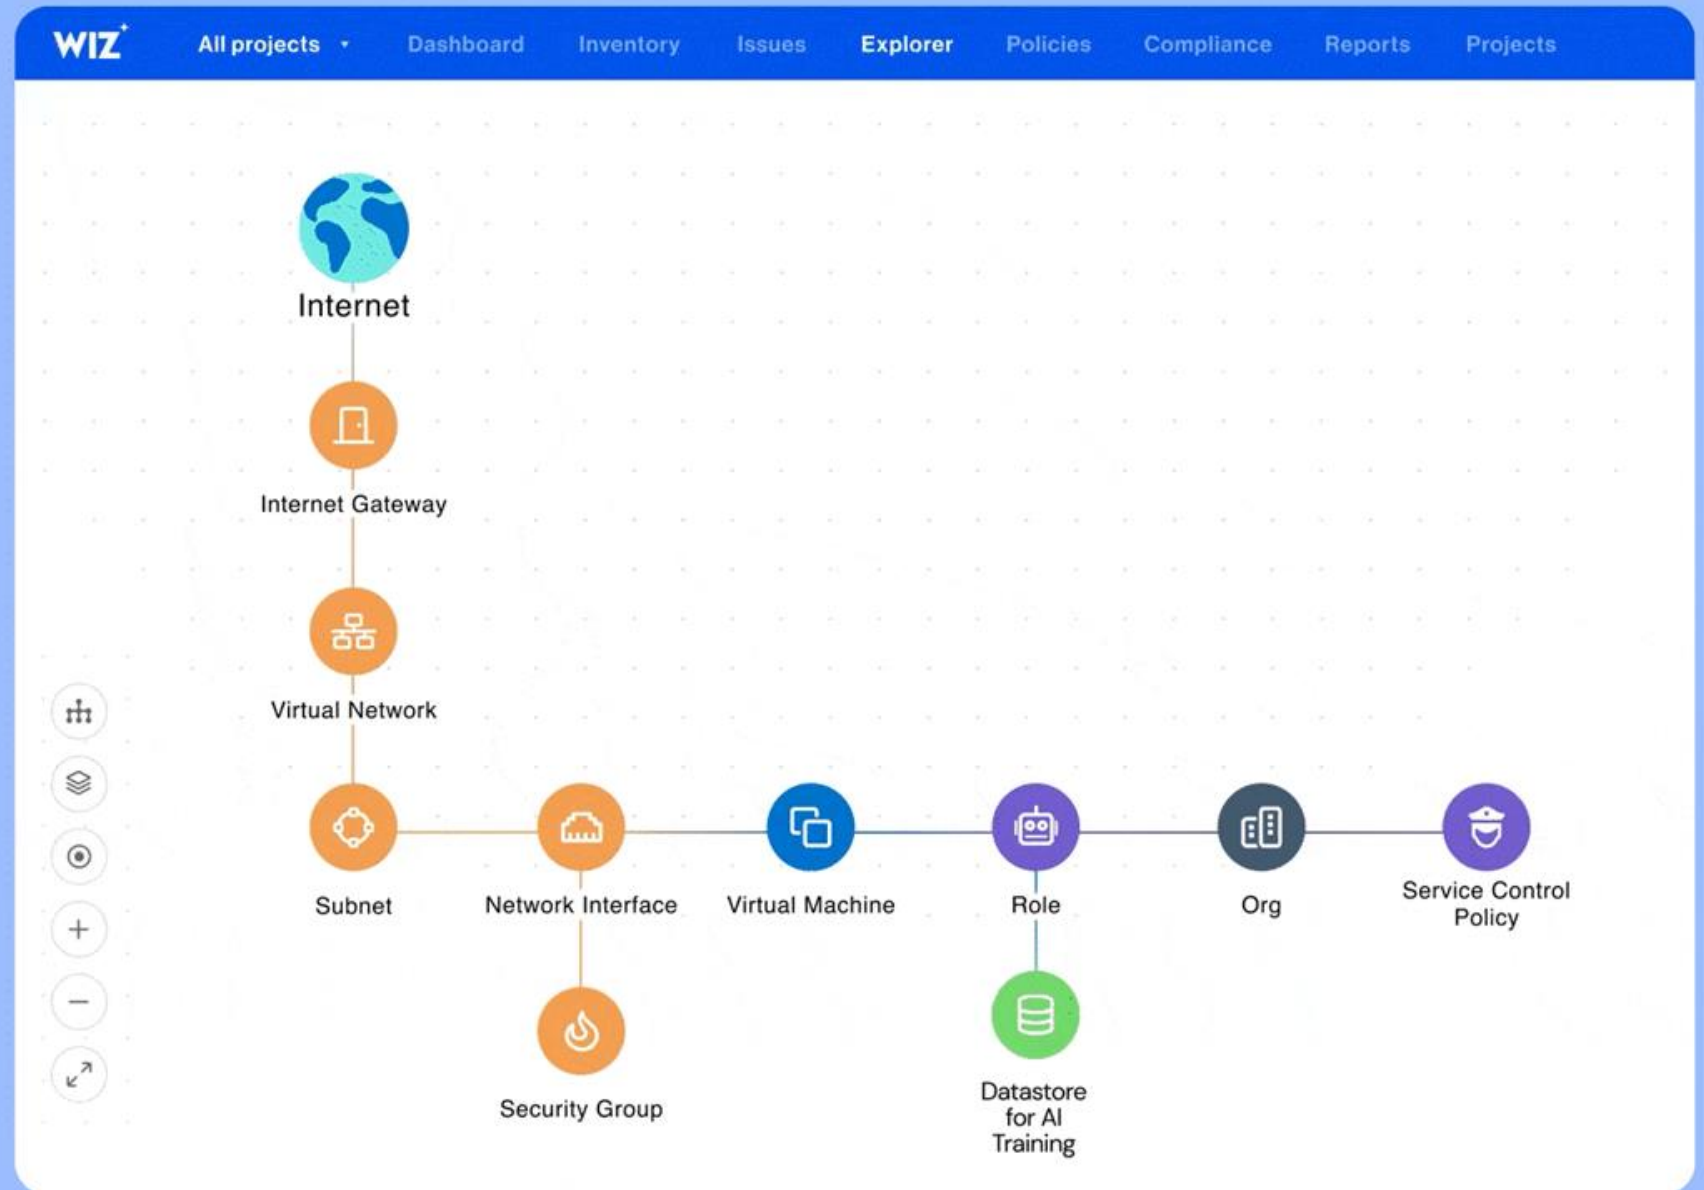 WIZ
All projects
Dashboard
Inventory
Issues
Explorer
Policies
Compliance
Reports
Projects
Internet
Internet Gateway
Virtual Network
Subnet
Network Interface
Virtual Machine
Role
Org
Service Control
Policy
Security Group
Datastore
for AI
Training